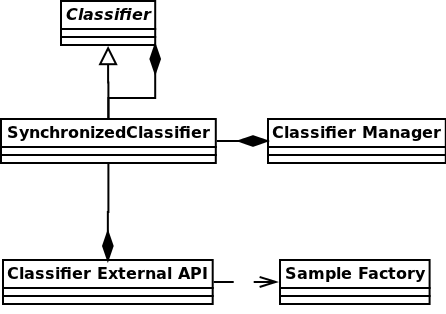 Classifier
SynchronizedClassifier
Classifier Manager
Classifier External API
Sample Factory